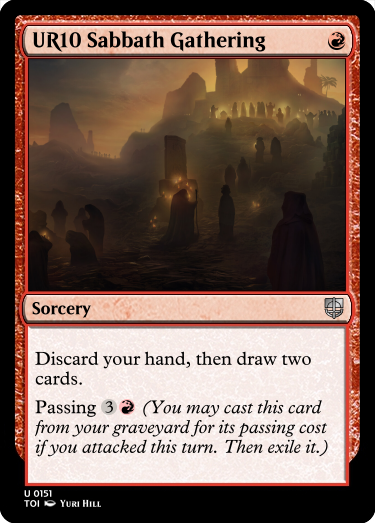 UR10 Sabbath Gathering
Sorcery
Discard your hand, then draw two
cards.
Passing 3 (You may cast this card
from your graveyard for its passing cost
if you attacked this turn. Then exile it.)
U 0151
TOI Yuri Hill